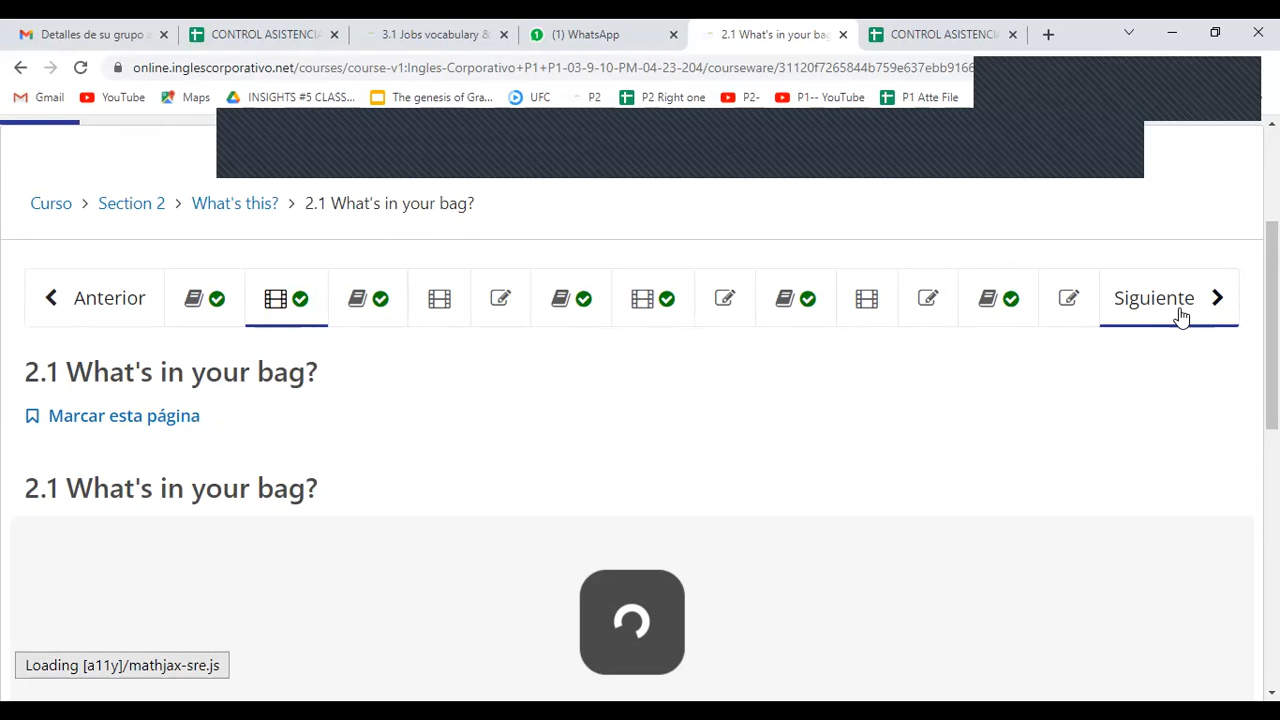 Detalles de su grupo a
CONTROL ASISTENCIA
3.1 Jobs vocabulary &
1 (1) WhatsApp
2.1 What's in your bag
CONTROL ASISTENCIA
online.inglescorporativo.net/courses/course-v1:Ingles-Corporativo+P1+P1-03-9-10-PM-04-23-204/courseware/31120f7265844b759e637ebb9166
Gmail YouTube Maps INSIGHTS #5 CLASS... The genesis of Gra... UFC P2 P2 Right one P2- P1-- YouTube P1 Atte File
Curso > Section 2 > What's this? > 2.1 What's in your bag?
Anterior
Siguiente
2.1 What's in your bag?
Marcar esta página
2.1 What's in your bag?
Loading [a11y]/mathjax-sre.js